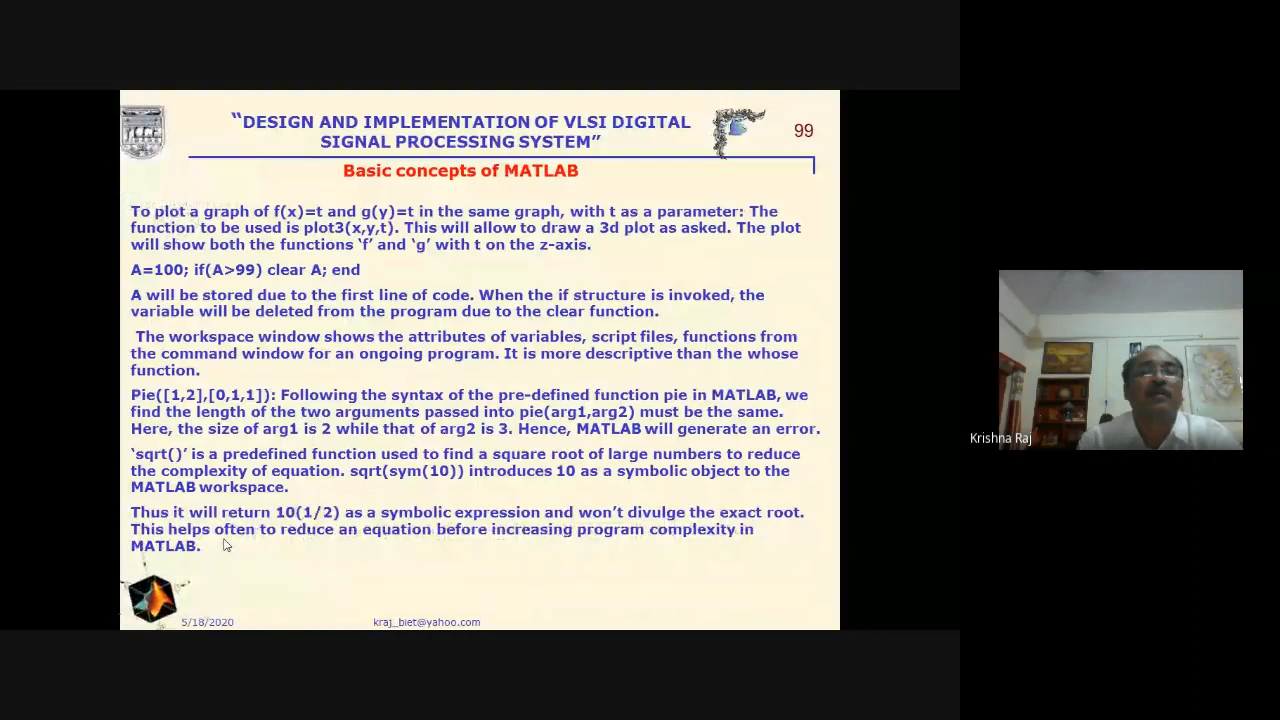 “DESIGN AND IMPLEMENTATION OF VLSI DIGITAL
SIGNAL PROCESSING SYSTEM”
99
Basic concepts of MATLAB
To plot a graph of f(x)=t and g(y)=t in the same graph, with t as a parameter: The
function to be used is plot3(x,y,t). This will allow to draw a 3d plot as asked. The plot
will show both the functions ‘f’ and ‘g’ with t on the z-axis.
A=100; if(A>99) clear A; end
A will be stored due to the first line of code. When the if structure is invoked, the
variable will be deleted from the program due to the clear function.
The workspace window shows the attributes of variables, script files, functions from
the command window for an ongoing program. It is more descriptive than the whose
function.
Pie([1,2],[0,1,1]): Following the syntax of the pre-defined function pie in MATLAB, we
find the length of the two arguments passed into pie(arg1,arg2) must be the same.
Here, the size of arg1 is 2 while that of arg2 is 3. Hence, MATLAB will generate an error.
‘sqrt()’ is a predefined function used to find a square root of large numbers to reduce
the complexity of equation. sqrt(sym(10)) introduces 10 as a symbolic object to the
MATLAB workspace.
Thus it will return 10(1/2) as a symbolic expression and won’t divulge the exact root.
This helps often to reduce an equation before increasing program complexity in
MATLAB.
5/18/2020
kraj_biet@yahoo.com
Krishna Raj